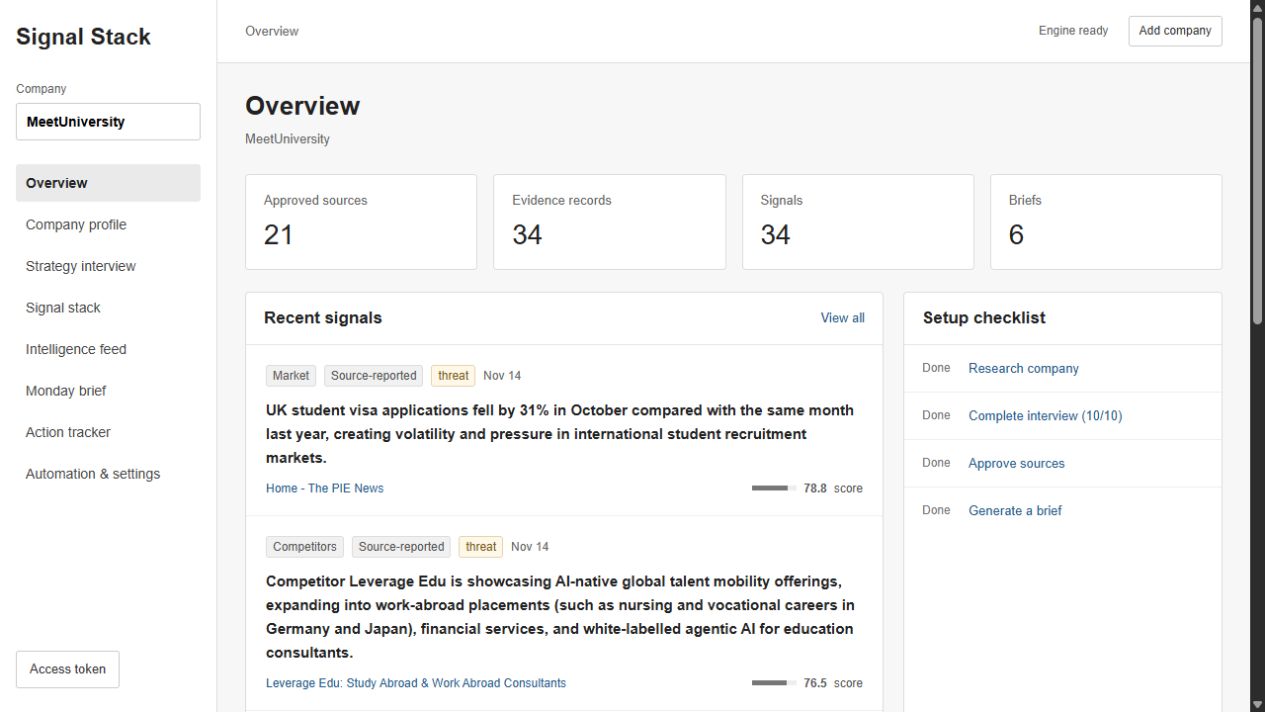 Signal Stack
Company
MeetUniversity
Overview
Company profile
Strategy interview
Signal stack
Intelligence feed
Monday brief
Action tracker
Automation & settings
Access token
Overview
Engine ready
Add company
Overview
MeetUniversity
Approved sources
21
Evidence records
34
Signals
34
Briefs
6
Recent signals
View all
Market Source-reported threat Nov 14
UK student visa applications fell by 31% in October compared with the same month
last year, creating volatility and pressure in international student recruitment
markets.
Home - The PIE News
78.8 score
Competitors Source-reported threat Nov 14
Competitor Leverage Edu is showcasing AI-native global talent mobility offerings,
expanding into work-abroad placements (such as nursing and vocational careers in
Germany and Japan), financial services, and white-labelled agentic AI for education
consultants.
Leverage Edu: Study Abroad & Work Abroad Consultants
76.5 score
Setup checklist
Done Research company
Done Complete interview (10/10)
Done Approve sources
Done Generate a brief